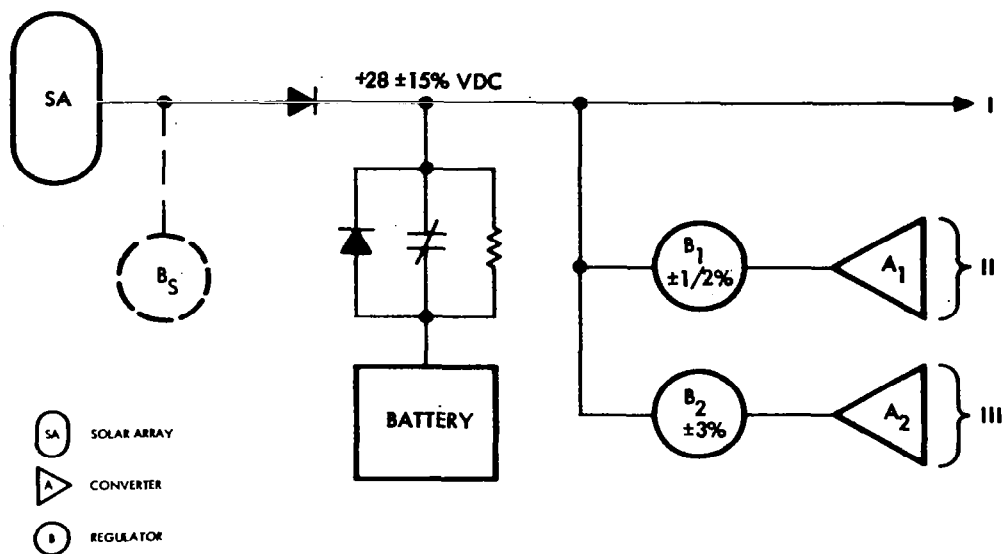 SA
+28 ±15% VDC
I
BS
B1
±1/2%
A1
II
BATTERY
B2
±3%
A2
III
SA SOLAR ARRAY
A CONVERTER
B REGULATOR